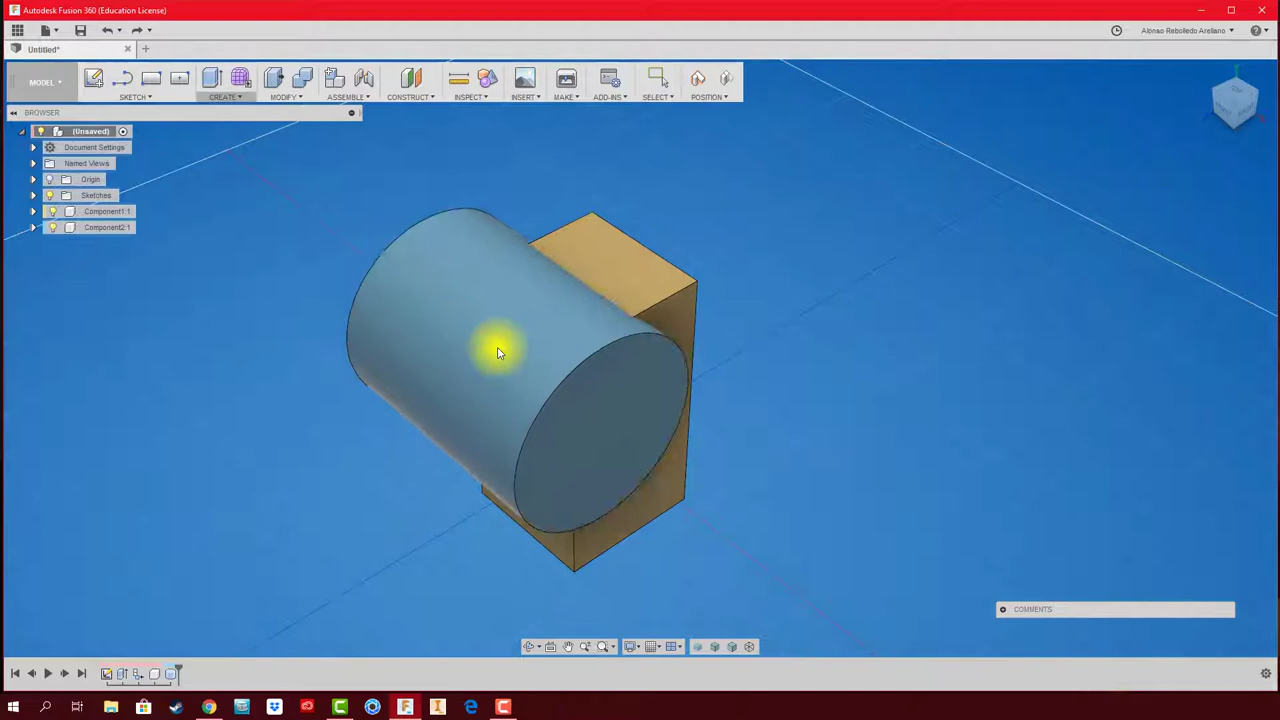 Autodesk Fusion 360 (Education License)
Alonso Rebolledo Arellano
Untitled*
MODEL
SKETCH
CREATE
MODIFY
ASSEMBLE
CONSTRUCT
INSPECT
INSERT
MAKE
ADD-INS
SELECT
POSITION
BROWSER
(Unsaved)
Document Settings
Named Views
Origin
Sketches
Component1:1
Component2:1
COMMENTS